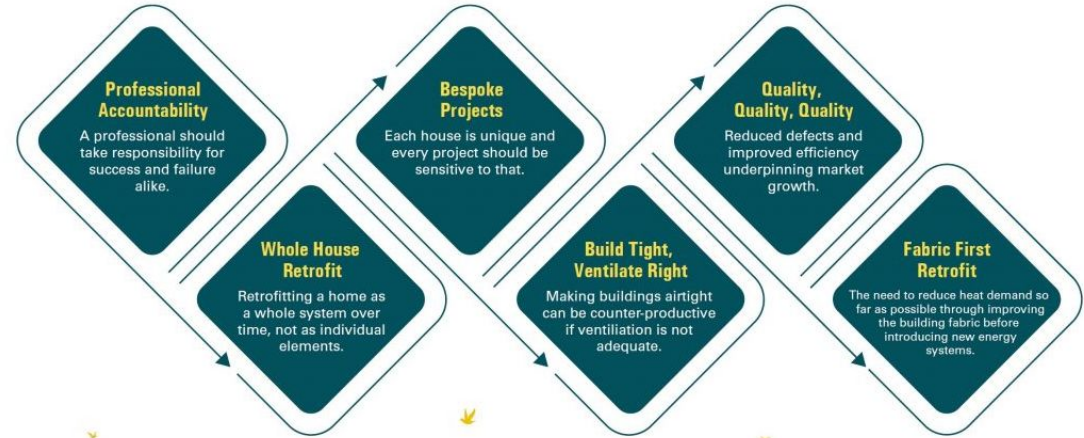 Professional
Accountability
A professional should
take responsibility for
success and failure
alike.
Whole House
Retrofit
Retrofitting a home as
a whole system over
time, not as individual
elements.
Bespoke
Projects
Each house is unique and
every project should be
sensitive to that.
Build Tight,
Ventilate Right
Making buildings airtight
can be counter-productive
if ventiliation is not
adequate.
Quality,
Quality, Quality
Reduced defects and
improved efficiency
underpinning market
growth.
Fabric First
Retrofit
The need to reduce heat demand so
far as possible through improving
the building fabric before
introducing new energy
systems.